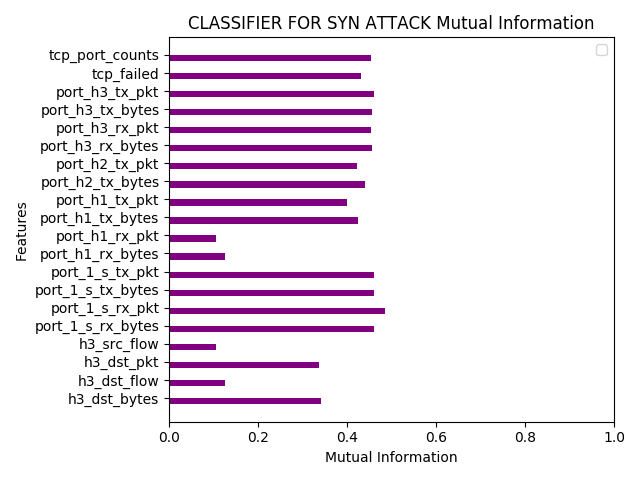 CLASSIFIER FOR SYN ATTACK Mutual Information
tcp_port_counts
tcp_failed
port_h3_tx_pkt
port_h3_tx_bytes
port_h3_rx_pkt
port_h3_rx_bytes
port_h2_tx_pkt
port_h2_tx_bytes
port_h1_tx_pkt
port_h1_tx_bytes
port_h1_rx_pkt
port_h1_rx_bytes
port_1_s_tx_pkt
port_1_s_tx_bytes
port_1_s_rx_pkt
port_1_s_rx_bytes
h3_src_flow
h3_dst_pkt
h3_dst_flow
h3_dst_bytes
Features
0.0 0.2 0.4 0.6 0.8 1.0
Mutual Information